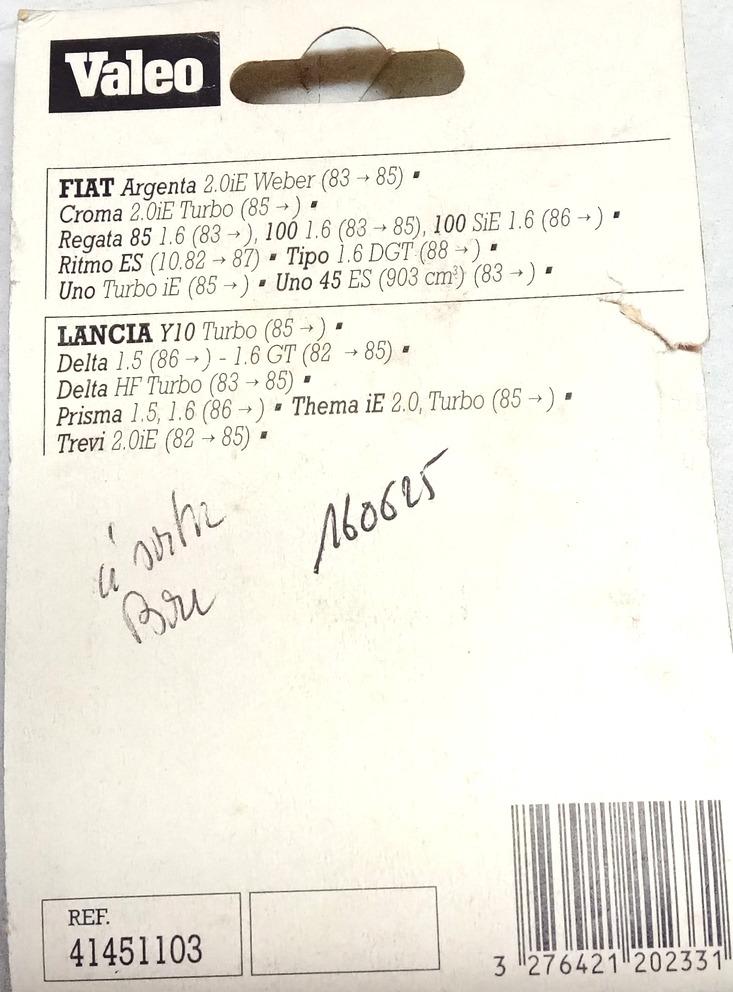 Valeo
FIAT Argenta 2.0iE Weber (83 → 85) ▪
Croma 2.0iE Turbo (85 → ) ▪
Regata 85 1.6 (83 → ), 100 1.6 (83 → 85), 100 SiE 1.6 (86 → ) ▪
Ritmo ES (10.82 → 87) ▪ Tipo 1.6 DGT (88 → ) ▪
Uno Turbo iE (85 → ) ▪ Uno 45 ES (903 cm³) (83 → ) ▪
LANCIA Y10 Turbo (85 → ) ▪
Delta 1.5 (86 → ) - 1.6 GT (82 → 85) ▪
Delta HF Turbo (83 → 85) ▪
Prisma 1.5, 1.6 (86 → ) ▪ Thema iE 2.0, Turbo (85 → ) ▪
Trevi 2.0iE (82 → 85) ▪
160625
REF.
41451103
3 276421 202331